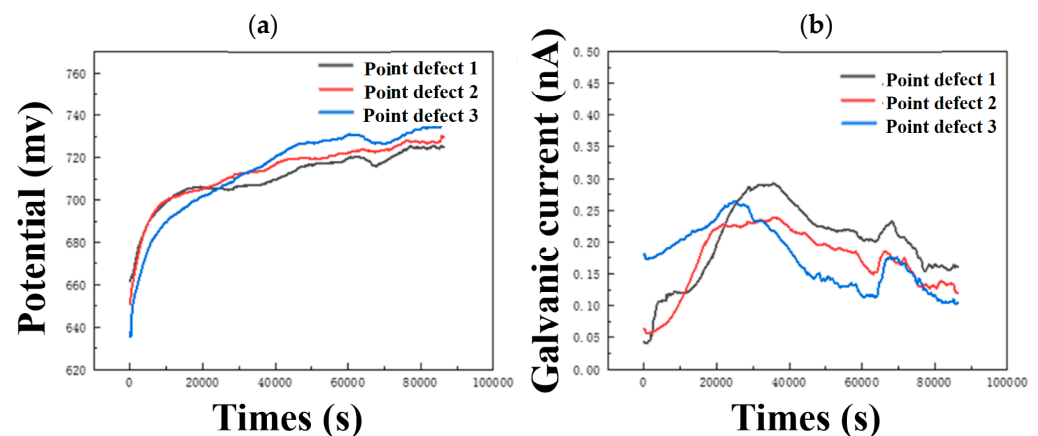 (a)
Potential (mv)
760
740
720
700
680
660
640
620
Point defect 1
Point defect 2
Point defect 3
0 20000 40000 60000 80000 100000
Times (s)
(b)
Galvanic current (nA)
0.50
0.45
0.40
0.35
0.30
0.25
0.20
0.15
0.10
0.05
0.00
Point defect 1
Point defect 2
Point defect 3
0 20000 40000 60000 80000 100000
Times (s)